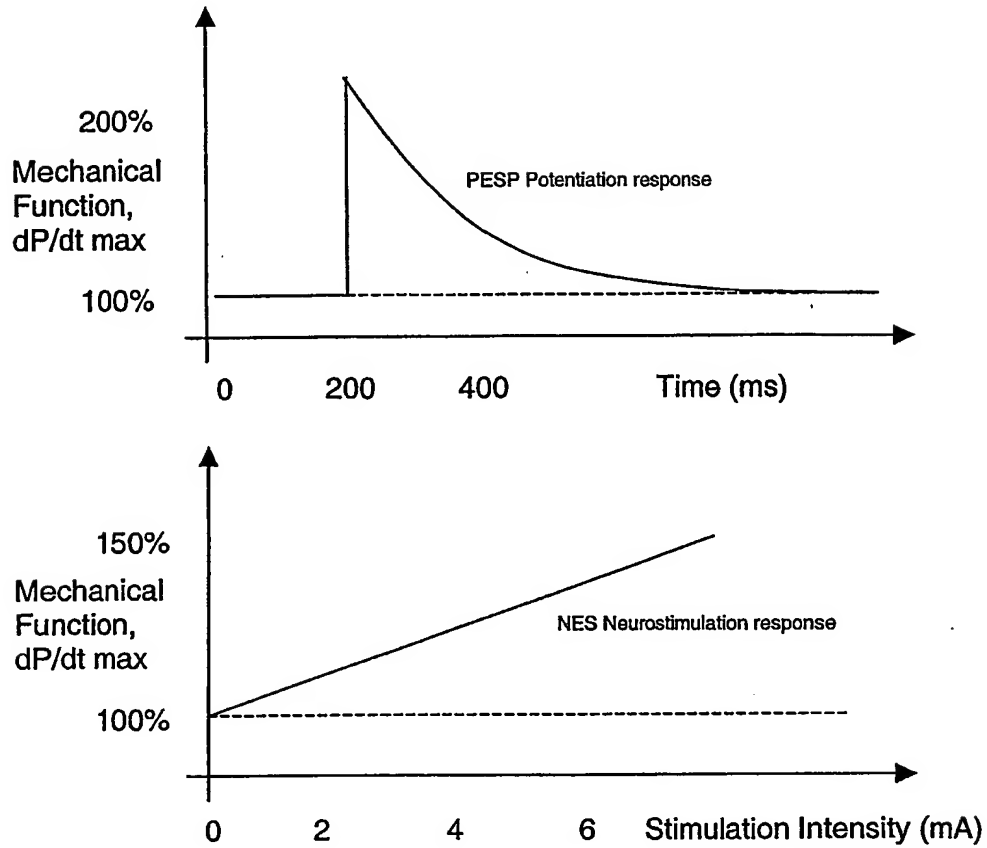 200%
Mechanical
Function,
dP/dt max
100%
PESP Potentiation response
0 200 400 Time (ms)
150%
Mechanical
Function,
dP/dt max
100%
NES Neurostimulation response
0 2 4 6 Stimulation Intensity (mA)